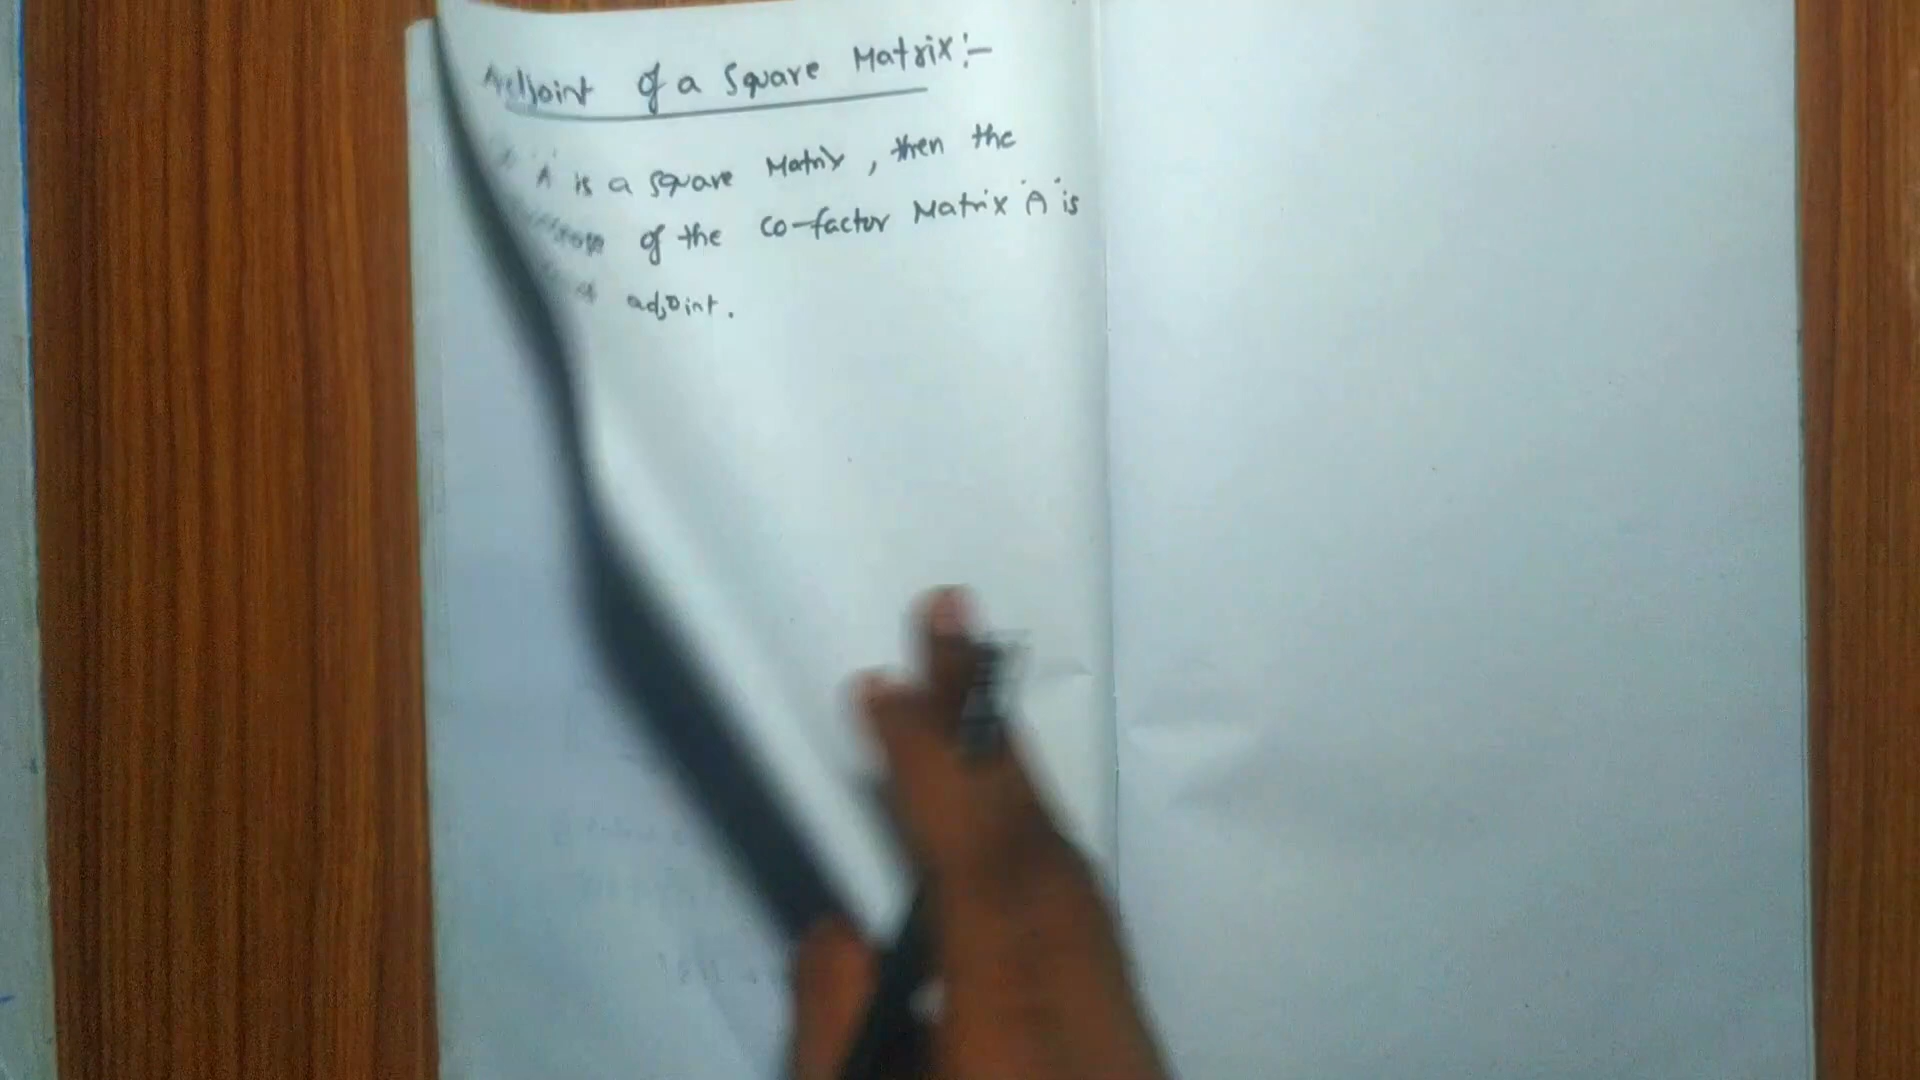 Adjoint of a Square Matrix:-
A is a square Matrix, then the
of the co-factor Matrix "A" is
adjoint.